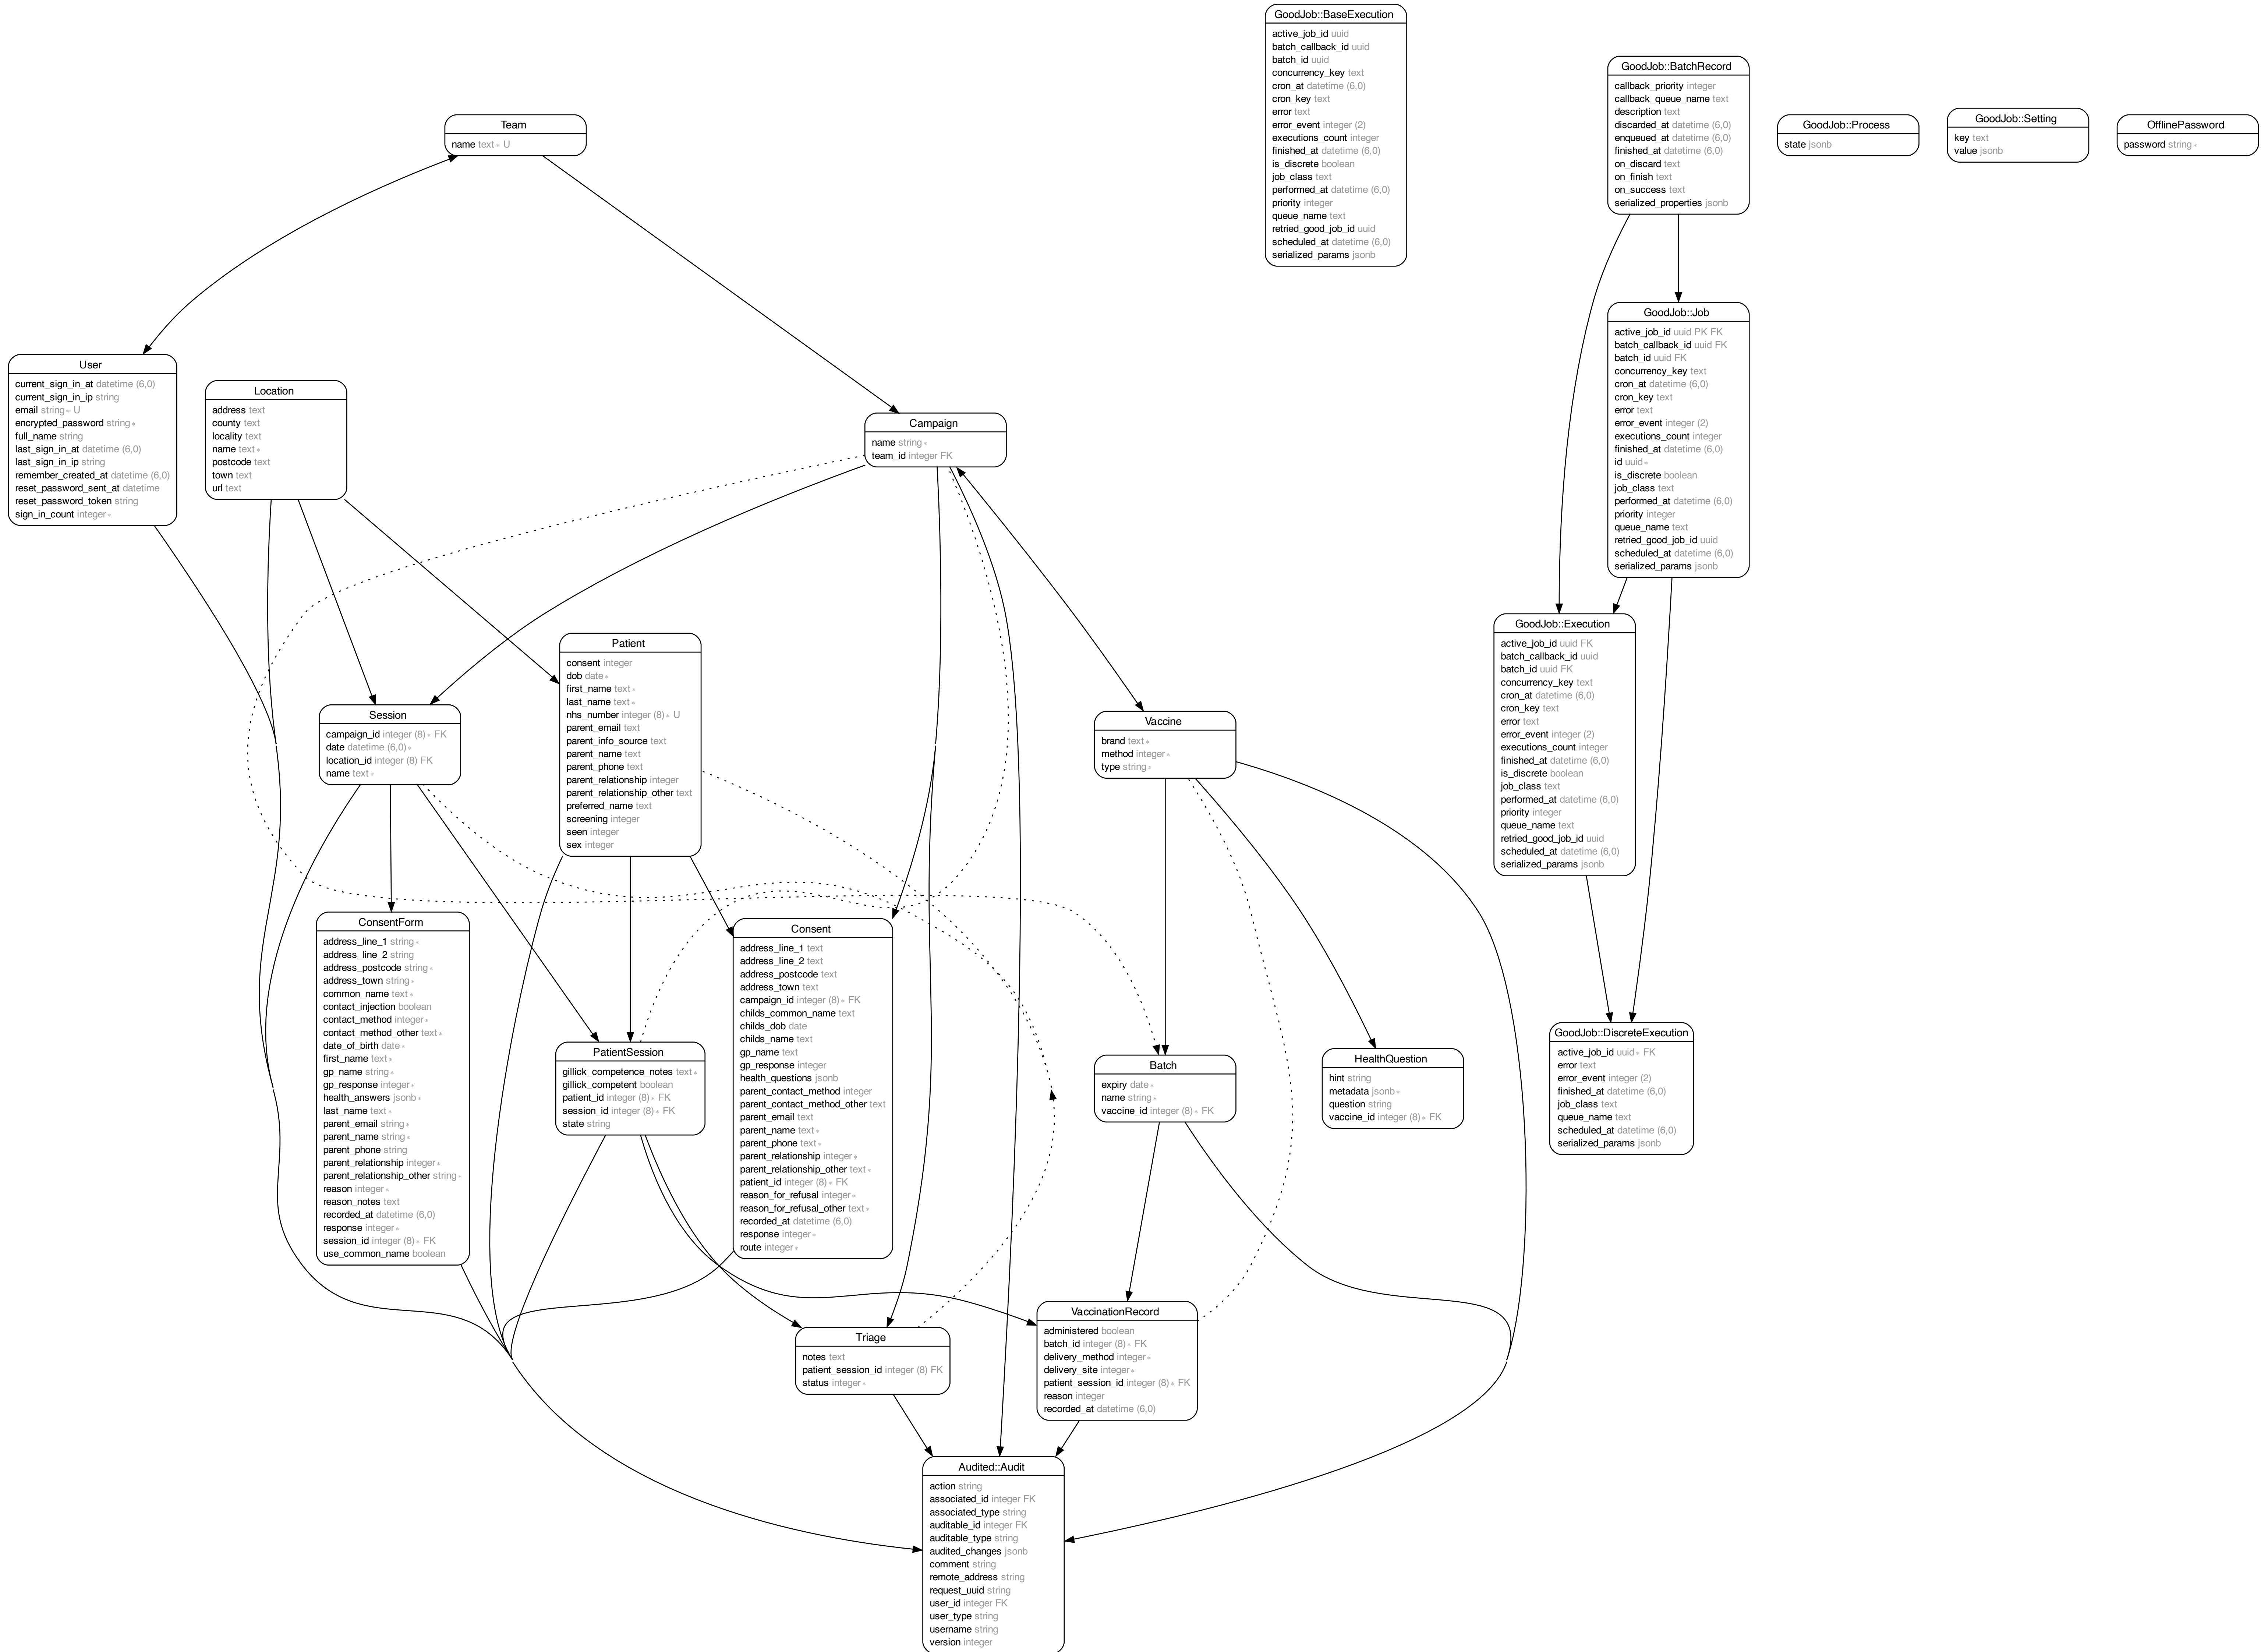 GoodJob::BaseExecution
active_job_id uuid
batch_callback_id uuid
batch_id uuid
concurrency_key text
cron_at datetime (6,0)
cron_key text
error text
error_event integer (2)
executions_count integer
finished_at datetime (6,0)
is_discrete boolean
job_class text
performed_at datetime (6,0)
priority integer
queue_name text
retried_good_job_id uuid
scheduled_at datetime (6,0)
serialized_params jsonb
GoodJob::BatchRecord
callback_priority integer
callback_queue_name text
description text
discarded_at datetime (6,0)
enqueued_at datetime (6,0)
finished_at datetime (6,0)
on_discard text
on_finish text
on_success text
serialized_properties jsonb
Team
name text∗ U
GoodJob::Process
state jsonb
GoodJob::Setting
key text
value jsonb
OfflinePassword
password string∗
User
current_sign_in_at datetime (6,0)
current_sign_in_ip string
email string∗ U
encrypted_password string∗
full_name string
last_sign_in_at datetime (6,0)
last_sign_in_ip string
remember_created_at datetime (6,0)
reset_password_sent_at datetime
reset_password_token string
sign_in_count integer∗
Location
address text
county text
locality text
name text∗
postcode text
town text
url text
Campaign
name string∗
team_id integer FK
GoodJob::Job
active_job_id uuid PK FK
batch_callback_id uuid FK
batch_id uuid FK
concurrency_key text
cron_at datetime (6,0)
cron_key text
error text
error_event integer (2)
executions_count integer
finished_at datetime (6,0)
id uuid∗
is_discrete boolean
job_class text
performed_at datetime (6,0)
priority integer
queue_name text
retried_good_job_id uuid
scheduled_at datetime (6,0)
serialized_params jsonb
Patient
consent integer
dob date∗
first_name text∗
last_name text∗
nhs_number integer (8)∗ U
parent_email text
parent_info_source text
parent_name text
parent_phone text
parent_relationship integer
parent_relationship_other text
preferred_name text
screening integer
seen integer
sex integer
Session
campaign_id integer (8)∗ FK
date datetime (6,0)∗
location_id integer (8) FK
name text∗
Vaccine
brand text∗
method integer∗
type string∗
GoodJob::Execution
active_job_id uuid FK
batch_callback_id uuid
batch_id uuid FK
concurrency_key text
cron_at datetime (6,0)
cron_key text
error text
error_event integer (2)
executions_count integer
finished_at datetime (6,0)
is_discrete boolean
job_class text
performed_at datetime (6,0)
priority integer
queue_name text
retried_good_job_id uuid
scheduled_at datetime (6,0)
serialized_params jsonb
ConsentForm
address_line_1 string∗
address_line_2 string
address_postcode string∗
address_town string∗
common_name text∗
contact_injection boolean
contact_method integer∗
contact_method_other text∗
date_of_birth date∗
first_name text∗
gp_name string∗
gp_response integer∗
health_answers jsonb∗
last_name text∗
parent_email string∗
parent_name string∗
parent_phone string
parent_relationship integer∗
parent_relationship_other string∗
reason integer∗
reason_notes text
recorded_at datetime (6,0)
response integer∗
session_id integer (8)∗ FK
use_common_name boolean
Consent
address_line_1 text
address_line_2 text
address_postcode text
address_town text
campaign_id integer (8)∗ FK
childs_common_name text
childs_dob date
childs_name text
gp_name text
gp_response integer
health_questions jsonb
parent_contact_method integer
parent_contact_method_other text
parent_email text
parent_name text∗
parent_phone text∗
parent_relationship integer∗
parent_relationship_other text∗
patient_id integer (8)∗ FK
reason_for_refusal integer∗
reason_for_refusal_other text∗
recorded_at datetime (6,0)
response integer∗
route integer∗
PatientSession
gillick_competence_notes text∗
gillick_competent boolean
patient_id integer (8)∗ FK
session_id integer (8)∗ FK
state string
Batch
expiry date∗
name string∗
vaccine_id integer (8)∗ FK
HealthQuestion
hint string
metadata jsonb∗
question string
vaccine_id integer (8)∗ FK
GoodJob::DiscreteExecution
active_job_id uuid∗ FK
error text
error_event integer (2)
finished_at datetime (6,0)
job_class text
queue_name text
scheduled_at datetime (6,0)
serialized_params jsonb
Triage
notes text
patient_session_id integer (8) FK
status integer∗
VaccinationRecord
administered boolean
batch_id integer (8)∗ FK
delivery_method integer∗
delivery_site integer∗
patient_session_id integer (8)∗ FK
reason integer
recorded_at datetime (6,0)
Audited::Audit
action string
associated_id integer FK
associated_type string
auditable_id integer FK
auditable_type string
audited_changes jsonb
comment string
remote_address string
request_uuid string
user_id integer FK
user_type string
username string
version integer